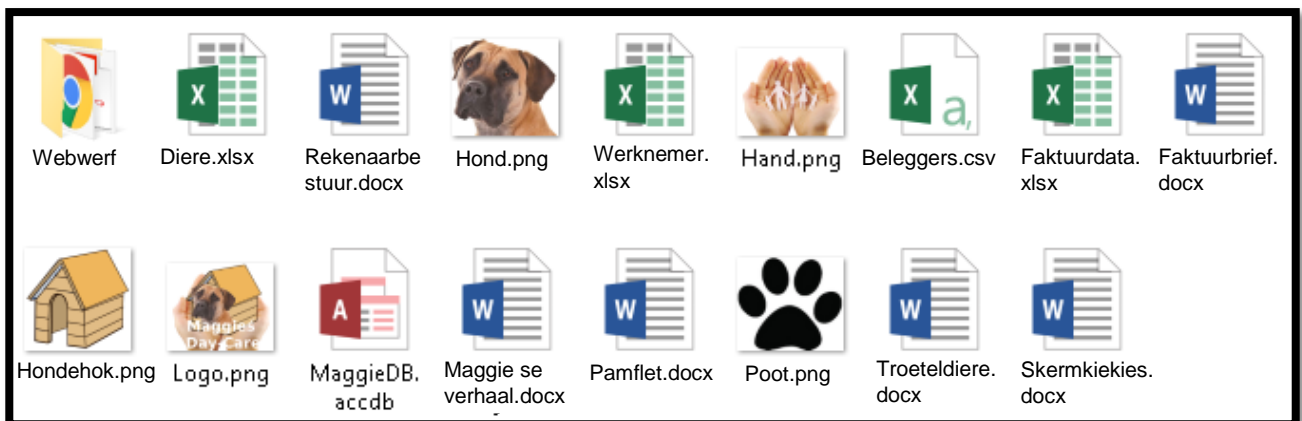 Webwerf
Diere.xlsx
Rekenaarbe
stuur.docx
Hond.png
Werknemer.
xlsx
Hand.png
Beleggers.csv
Faktuurdata.
xlsx
Faktuurbrief.
docx
Hondehok.png
Maggies
Day-Care
Logo.png
MaggieDB.
accdb
Maggie se
verhaal.docx
Pamflet.docx
Poot.png
Troeteldiere.
docx
Skermkiekies.
docx
X
W
X
X
a,
X
W
A
W
W
W
W